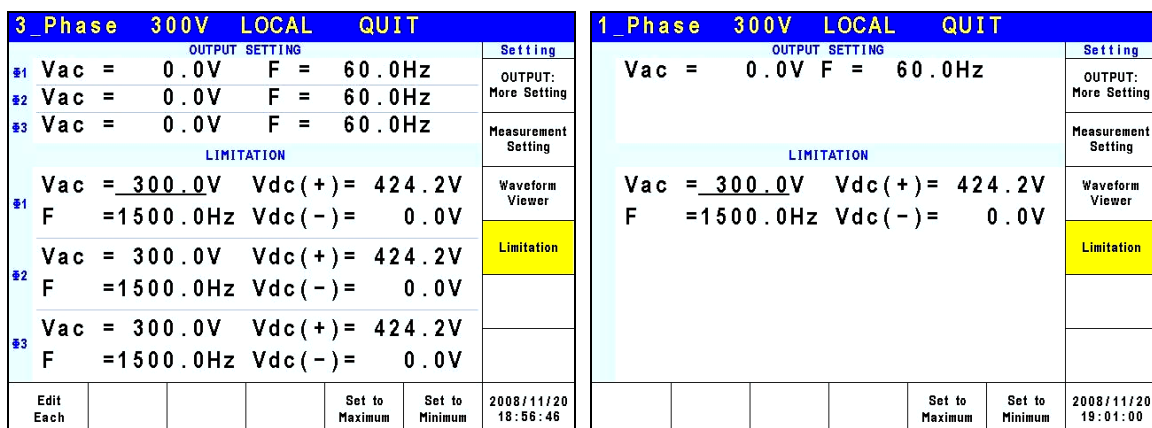 3_Phase 300V LOCAL QUIT
OUTPUT SETTING
Setting
Φ1 Vac = 0.0V F = 60.0Hz
Φ2 Vac = 0.0V F = 60.0Hz
Φ3 Vac = 0.0V F = 60.0Hz
OUTPUT:
More Setting
Measurement
Setting
LIMITATION
Φ1
Vac = 300.0V Vdc(+)= 424.2V
F =1500.0Hz Vdc(-)= 0.0V
Waveform
Viewer
Φ2
Vac = 300.0V Vdc(+)= 424.2V
F =1500.0Hz Vdc(-)= 0.0V
Limitation
Φ3
Vac = 300.0V Vdc(+)= 424.2V
F =1500.0Hz Vdc(-)= 0.0V
Edit
Each
Set to
Maximum
Set to
Minimum
2008/11/20
18:56:46
1_Phase 300V LOCAL QUIT
OUTPUT SETTING
Setting
Vac = 0.0V F = 60.0Hz
OUTPUT:
More Setting
Measurement
Setting
LIMITATION
Vac = 300.0V Vdc(+)= 424.2V
F =1500.0Hz Vdc(-)= 0.0V
Waveform
Viewer
Limitation
Set to
Maximum
Set to
Minimum
2008/11/20
19:01:00